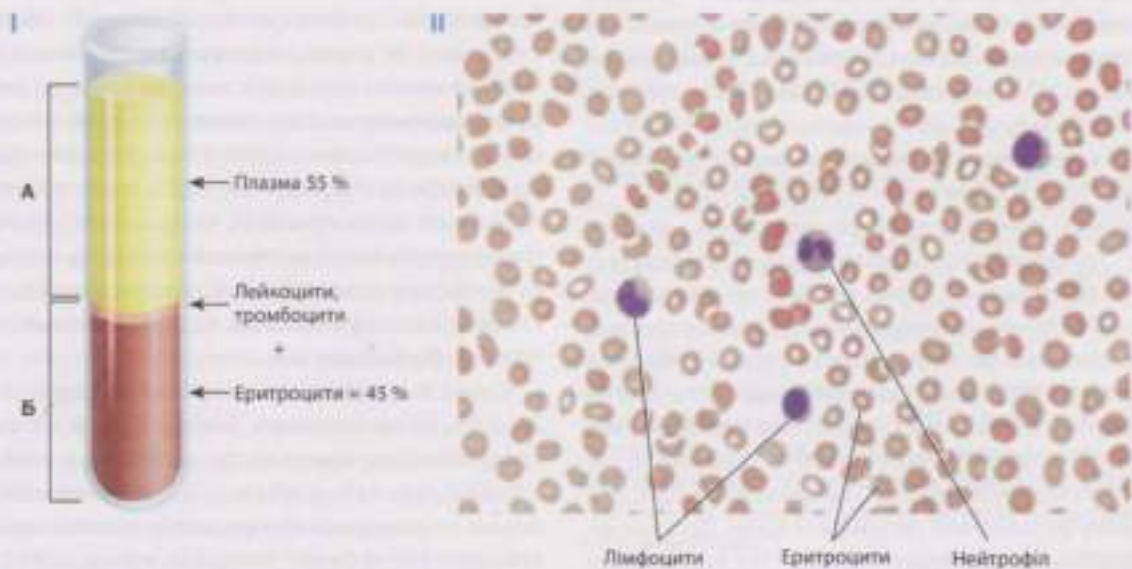 I
II
А
Плазма 55 %
Лейкоцити,
тромбоцити
+
Еритроцити = 45 %
Б
Лімфоцити
Еритроцити
Нейтрофіл